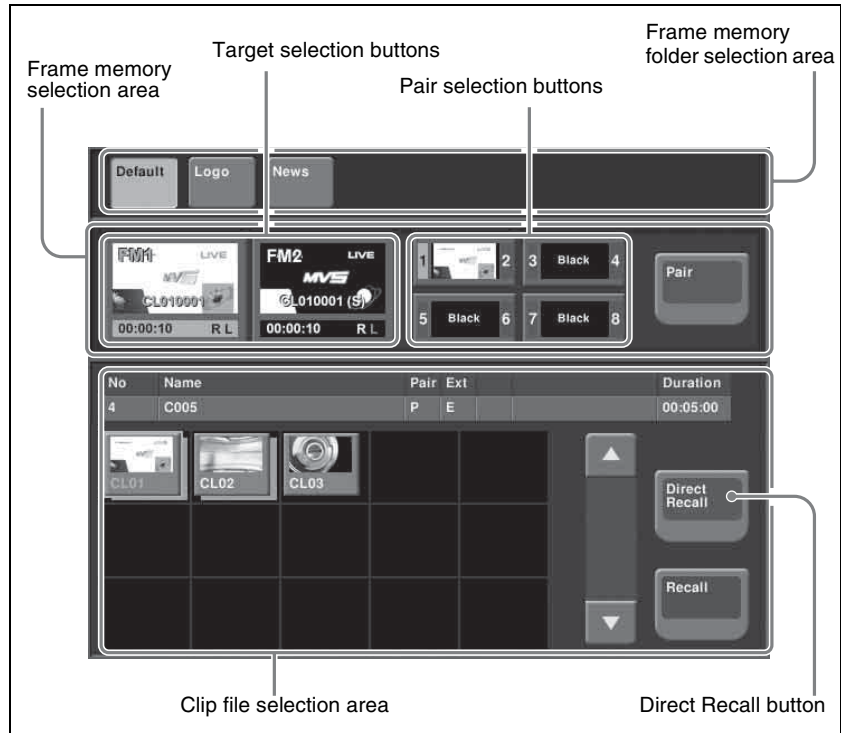 Target selection buttons
Frame memory
folder selection area
Frame memory
selection area
Pair selection buttons
Default
Logo
News
FM1 LIVE
MVS
CL010001
00:00:10 R L
FM2 LIVE
MVS
CL010001 (S)
00:00:10 R L
1 2 3 Black 4
5 Black 6 7 Black 8
Pair
No Name Pair Ext Duration
4 C005 P E 00:05:00
CL01
CL02
CL03
Direct
Recall
Recall
Clip file selection area
Direct Recall button